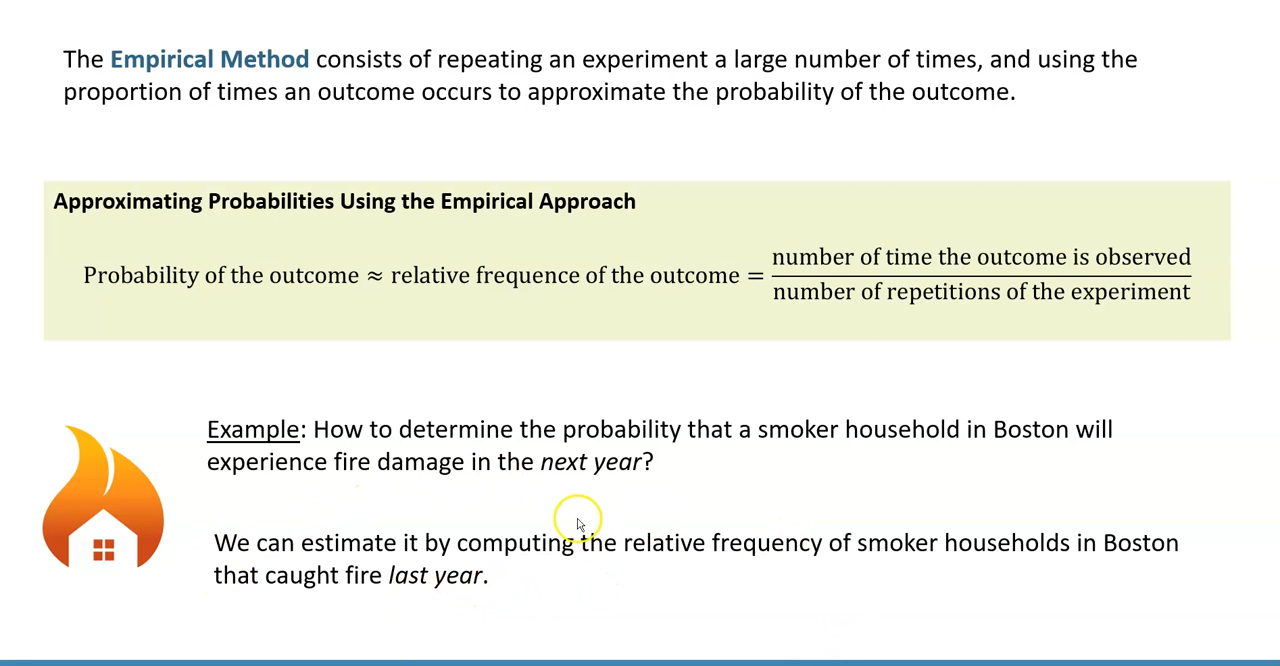 The Empirical Method consists of repeating an experiment a large number of times, and using the
proportion of times an outcome occurs to approximate the probability of the outcome.
Approximating Probabilities Using the Empirical Approach
Probability of the outcome ≈ relative frequence of the outcome = number of time the outcome is observed
number of repetitions of the experiment
Example: How to determine the probability that a smoker household in Boston will
experience fire damage in the next year?
We can estimate it by computing the relative frequency of smoker households in Boston
that caught fire last year.